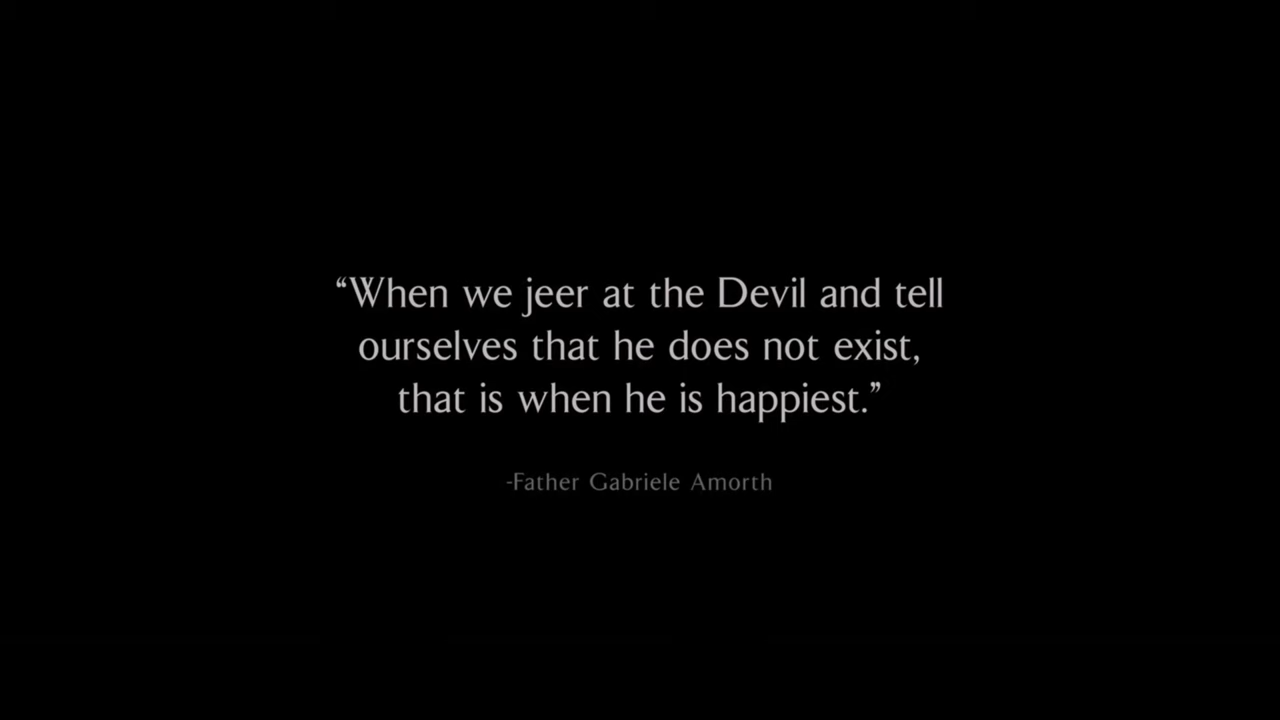 “When we jeer at the Devil and tell
ourselves that he does not exist,
that is when he is happiest.”
-Father Gabriele Amorth